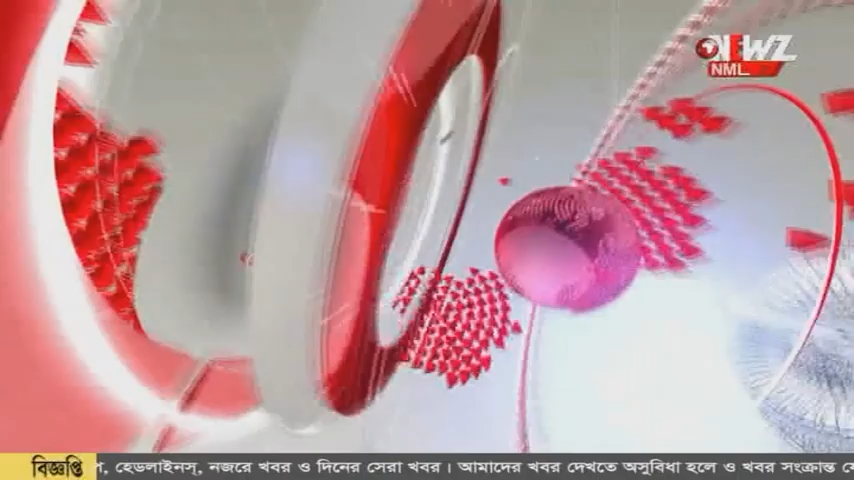 NEWZ
NML
বিজ্ঞপ্তি
হেডলাইনস্, নজরে খবর ও দিনের সেরা খবর। আমাদের খবর দেখতে অসুবিধা হলে ও খবর সংক্রান্ত